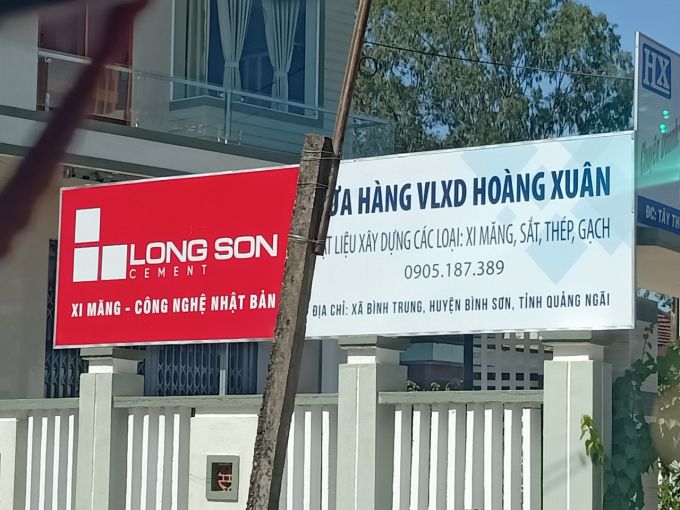 LONG SON
CEMENT
XI MĂNG - CÔNG NGHỆ NHẬT BẢN
HÀNG VLXD HOÀNG XUÂN
LIỆU XÂY DỰNG CÁC LOẠI: XI MĂNG, SẮT, THÉP, GẠCH
0905.187.389
ĐỊA CHỈ: XÃ BÌNH TRUNG, HUYỆN BÌNH SƠN, TỈNH QUẢNG NGÃI
HX
ĐC: TÂY